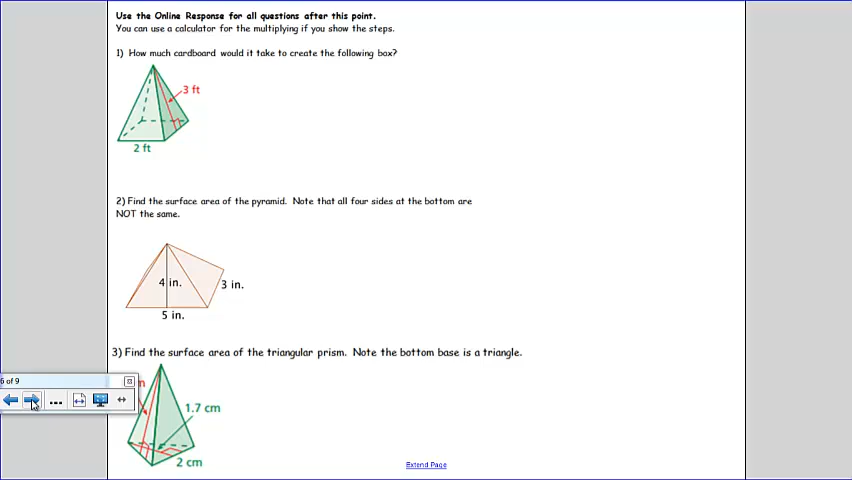 Use the Online Response for all questions after this point.
You can use a calculator for the multiplying if you show the steps.
1) How much cardboard would it take to create the following box?
3 ft
2 ft
2) Find the surface area of the pyramid. Note that all four sides at the bottom are
NOT the same.
4 in.
3 in.
5 in.
3) Find the surface area of the triangular prism. Note the bottom base is a triangle.
6 of 9
1.7 cm
2 cm
Extend Page